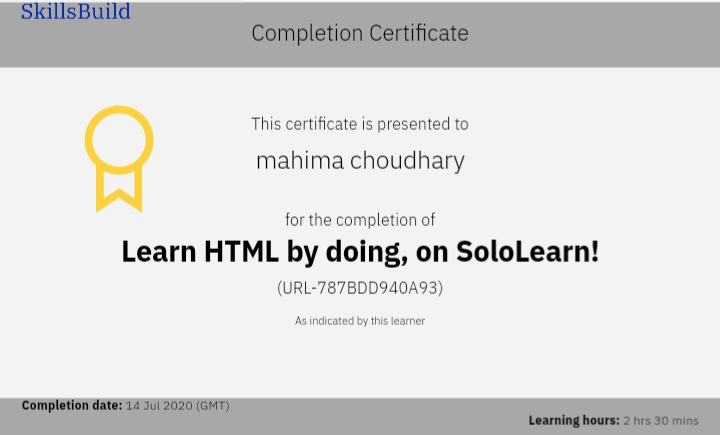 SkillsBuild
Completion Certificate
This certificate is presented to
mahima choudhary
for the completion of
Learn HTML by doing, on SoloLearn!
(URL-787BDD940A93)
As indicated by this learner
Completion date: 14 Jul 2020 (GMT)
Learning hours: 2 hrs 30 mins